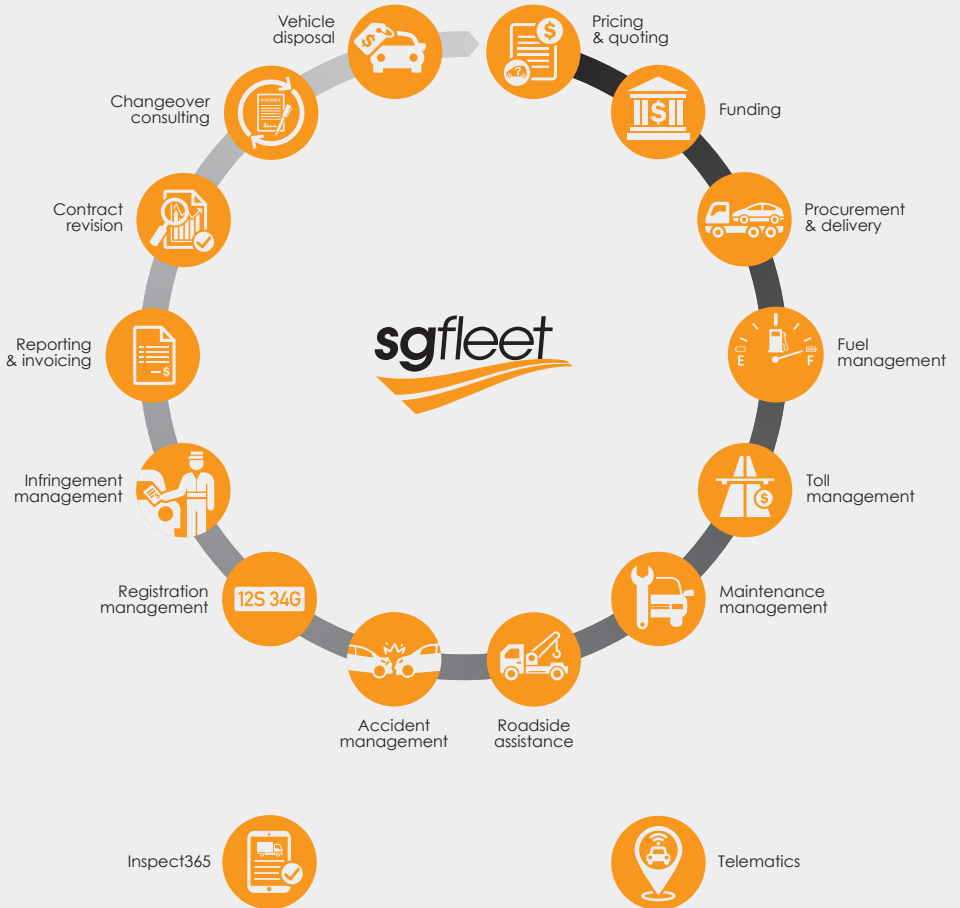 Vehicle
disposal
Pricing
& quoting
Changeover
consulting
CONTRACT
Funding
Contract
revision
Procurement
& delivery
sgfleet
Reporting
& invoicing
Fuel
management
E
F
Infringement
management
Toll
management
Registration
management
12S 34G
Maintenance
management
Accident
management
Roadside
assistance
Inspect365
Telematics